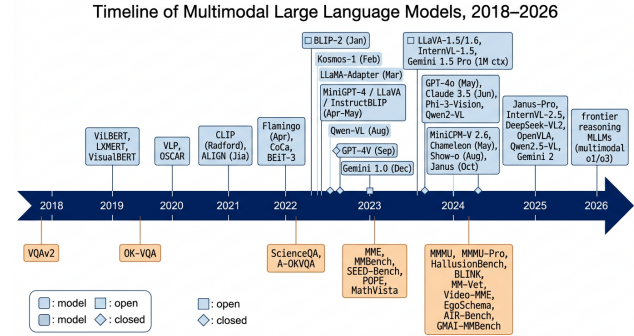 Timeline of Multimodal Large Language Models, 2018–2026
BLIP-2 (Jan)
Kosmos-1 (Feb)
LLaMA-Adapter (Mar)
MiniGPT-4 / LLaVA
/ InstructBLIP
(Apr-May)
Qwen-VL (Aug)
GPT-4V (Sep)
Gemini 1.0 (Dec)
LLaVA-1.5/1.6,
InternVL-1.5,
Gemini 1.5 Pro (1M ctx)
GPT-4o (May),
Claude 3.5 (Jun),
Phi-3-Vision,
Qwen2-VL
MiniCPM-V 2.6,
Chameleon (May),
Show-o (Aug),
Janus (Oct)
Janus-Pro,
InternVL-2.5,
DeepSeek-VL2,
OpenVLA,
Qwen2.5-VL,
Gemini 2
frontier
reasoning
MLLMs
(multimodal
o1/o3)
ViLBERT,
LXMERT,
VisualBERT
VLP,
OSCAR
CLIP
(Radford),
ALIGN (Jia)
Flamingo
(Apr),
CoCa,
BEiT-3
2018
2019
2020
2021
2022
2023
2024
2025
2026
VQAv2
OK-VQA
ScienceQA,
A-OKVQA
MME,
MMBench,
SEED-Bench,
POPE,
MathVista
MMMU, MMMU-Pro,
HallusionBench,
BLINK,
MM-Vet,
Video-MME,
EgoSchema,
AIR-Bench,
GMAI-MMBench
: model
: open
: model
: closed
: open
: closed